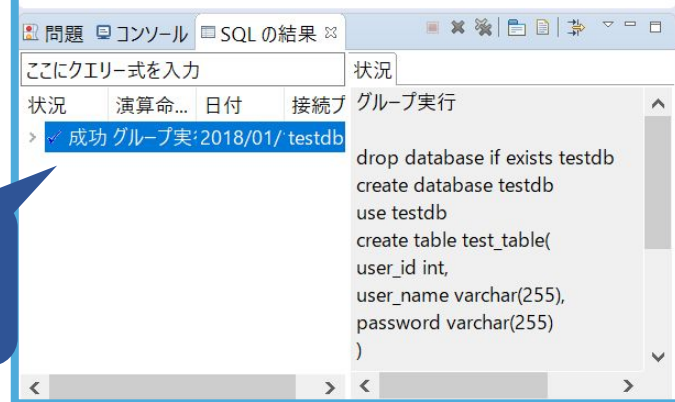 問題 コンソール SQL の結果
ここにクエリー式を入力
状況 演算命... 日付 接続プ
成功 グループ実 2018/01/ testdb
状況
グループ実行
drop database if exists testdb
create database testdb
use testdb
create table test_table(
user_id int,
user_name varchar(255),
password varchar(255)
)